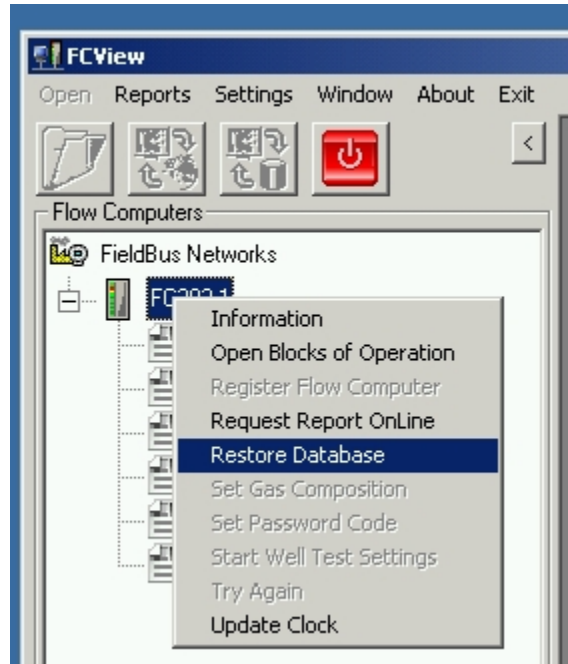 FCView
Open Reports Settings Window About Exit
<
Flow Computers
FieldBus Networks
Information
Open Blocks of Operation
Register Flow Computer
Request Report OnLine
Restore Database
Set Gas Composition
Set Password Code
Start Well Test Settings
Try Again
Update Clock